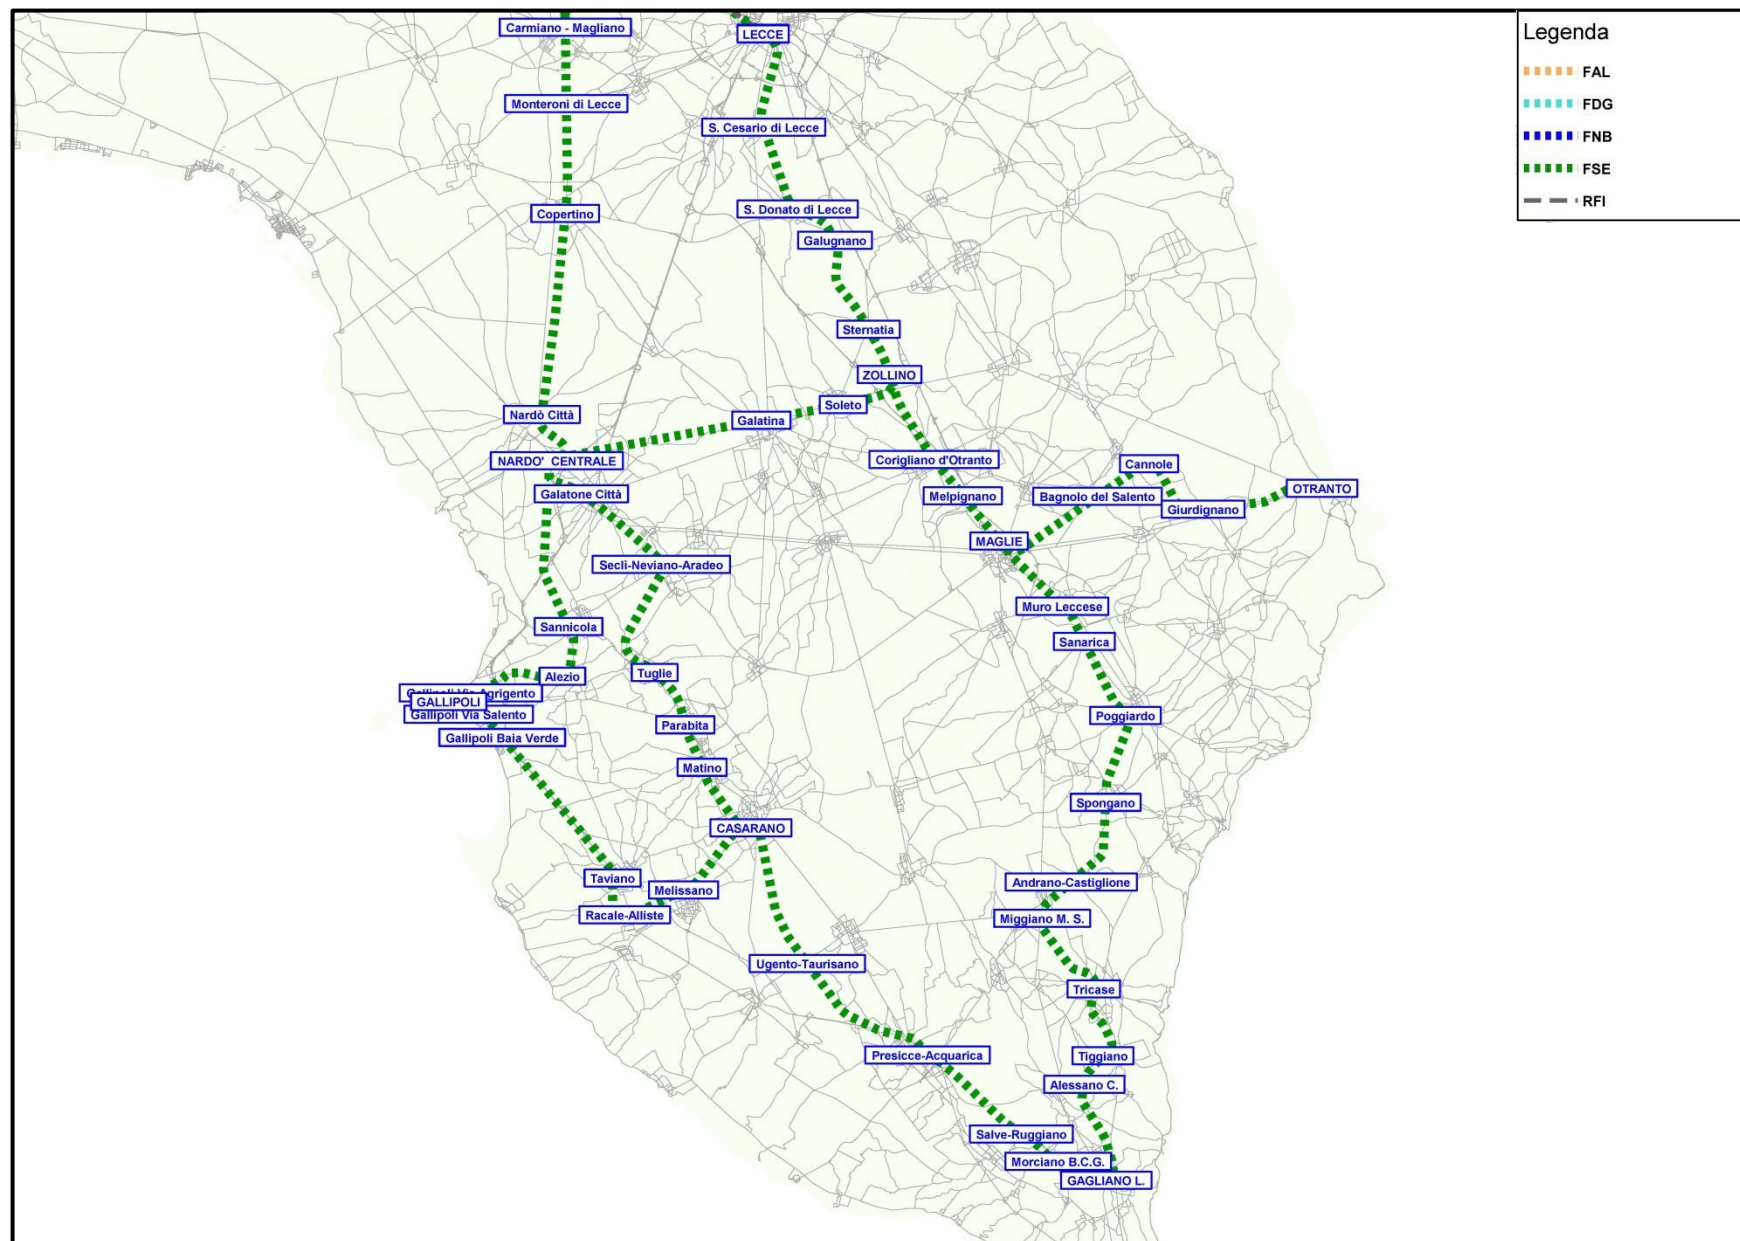 Carmiano - Magliano
LECCE
Legenda
FAL
FDG
FNB
FSE
RFI
Monteroni di Lecce
S. Cesario di Lecce
S. Donato di Lecce
Copertino
Galugnano
Sternatia
ZOLLINO
Soleto
Nardò Città
Galatina
NARDO' CENTRALE
Corigliano d'Otranto
Cannole
Galatone Città
Melpignano
Bagnolo del Salento
OTRANTO
Giurdignano
MAGLIE
Secli-Neviano-Aradeo
Muro Leccese
Sannicola
Sanarica
Tuglie
Alezio
Gallipoli Via Agrigento
GALLIPOLI
Gallipoli Via Salento
Poggiardo
Parabita
Gallipoli Baia Verde
Matino
Spongano
CASARANO
Taviano
Andrano-Castiglione
Melissano
Racale-Alliste
Miggiano M. S.
Ugento-Taurisano
Tricase
Presicce-Acquarica
Tiggiano
Alessano C.
Salve-Ruggiano
Morciano B.C.G.
GAGLIANO L.